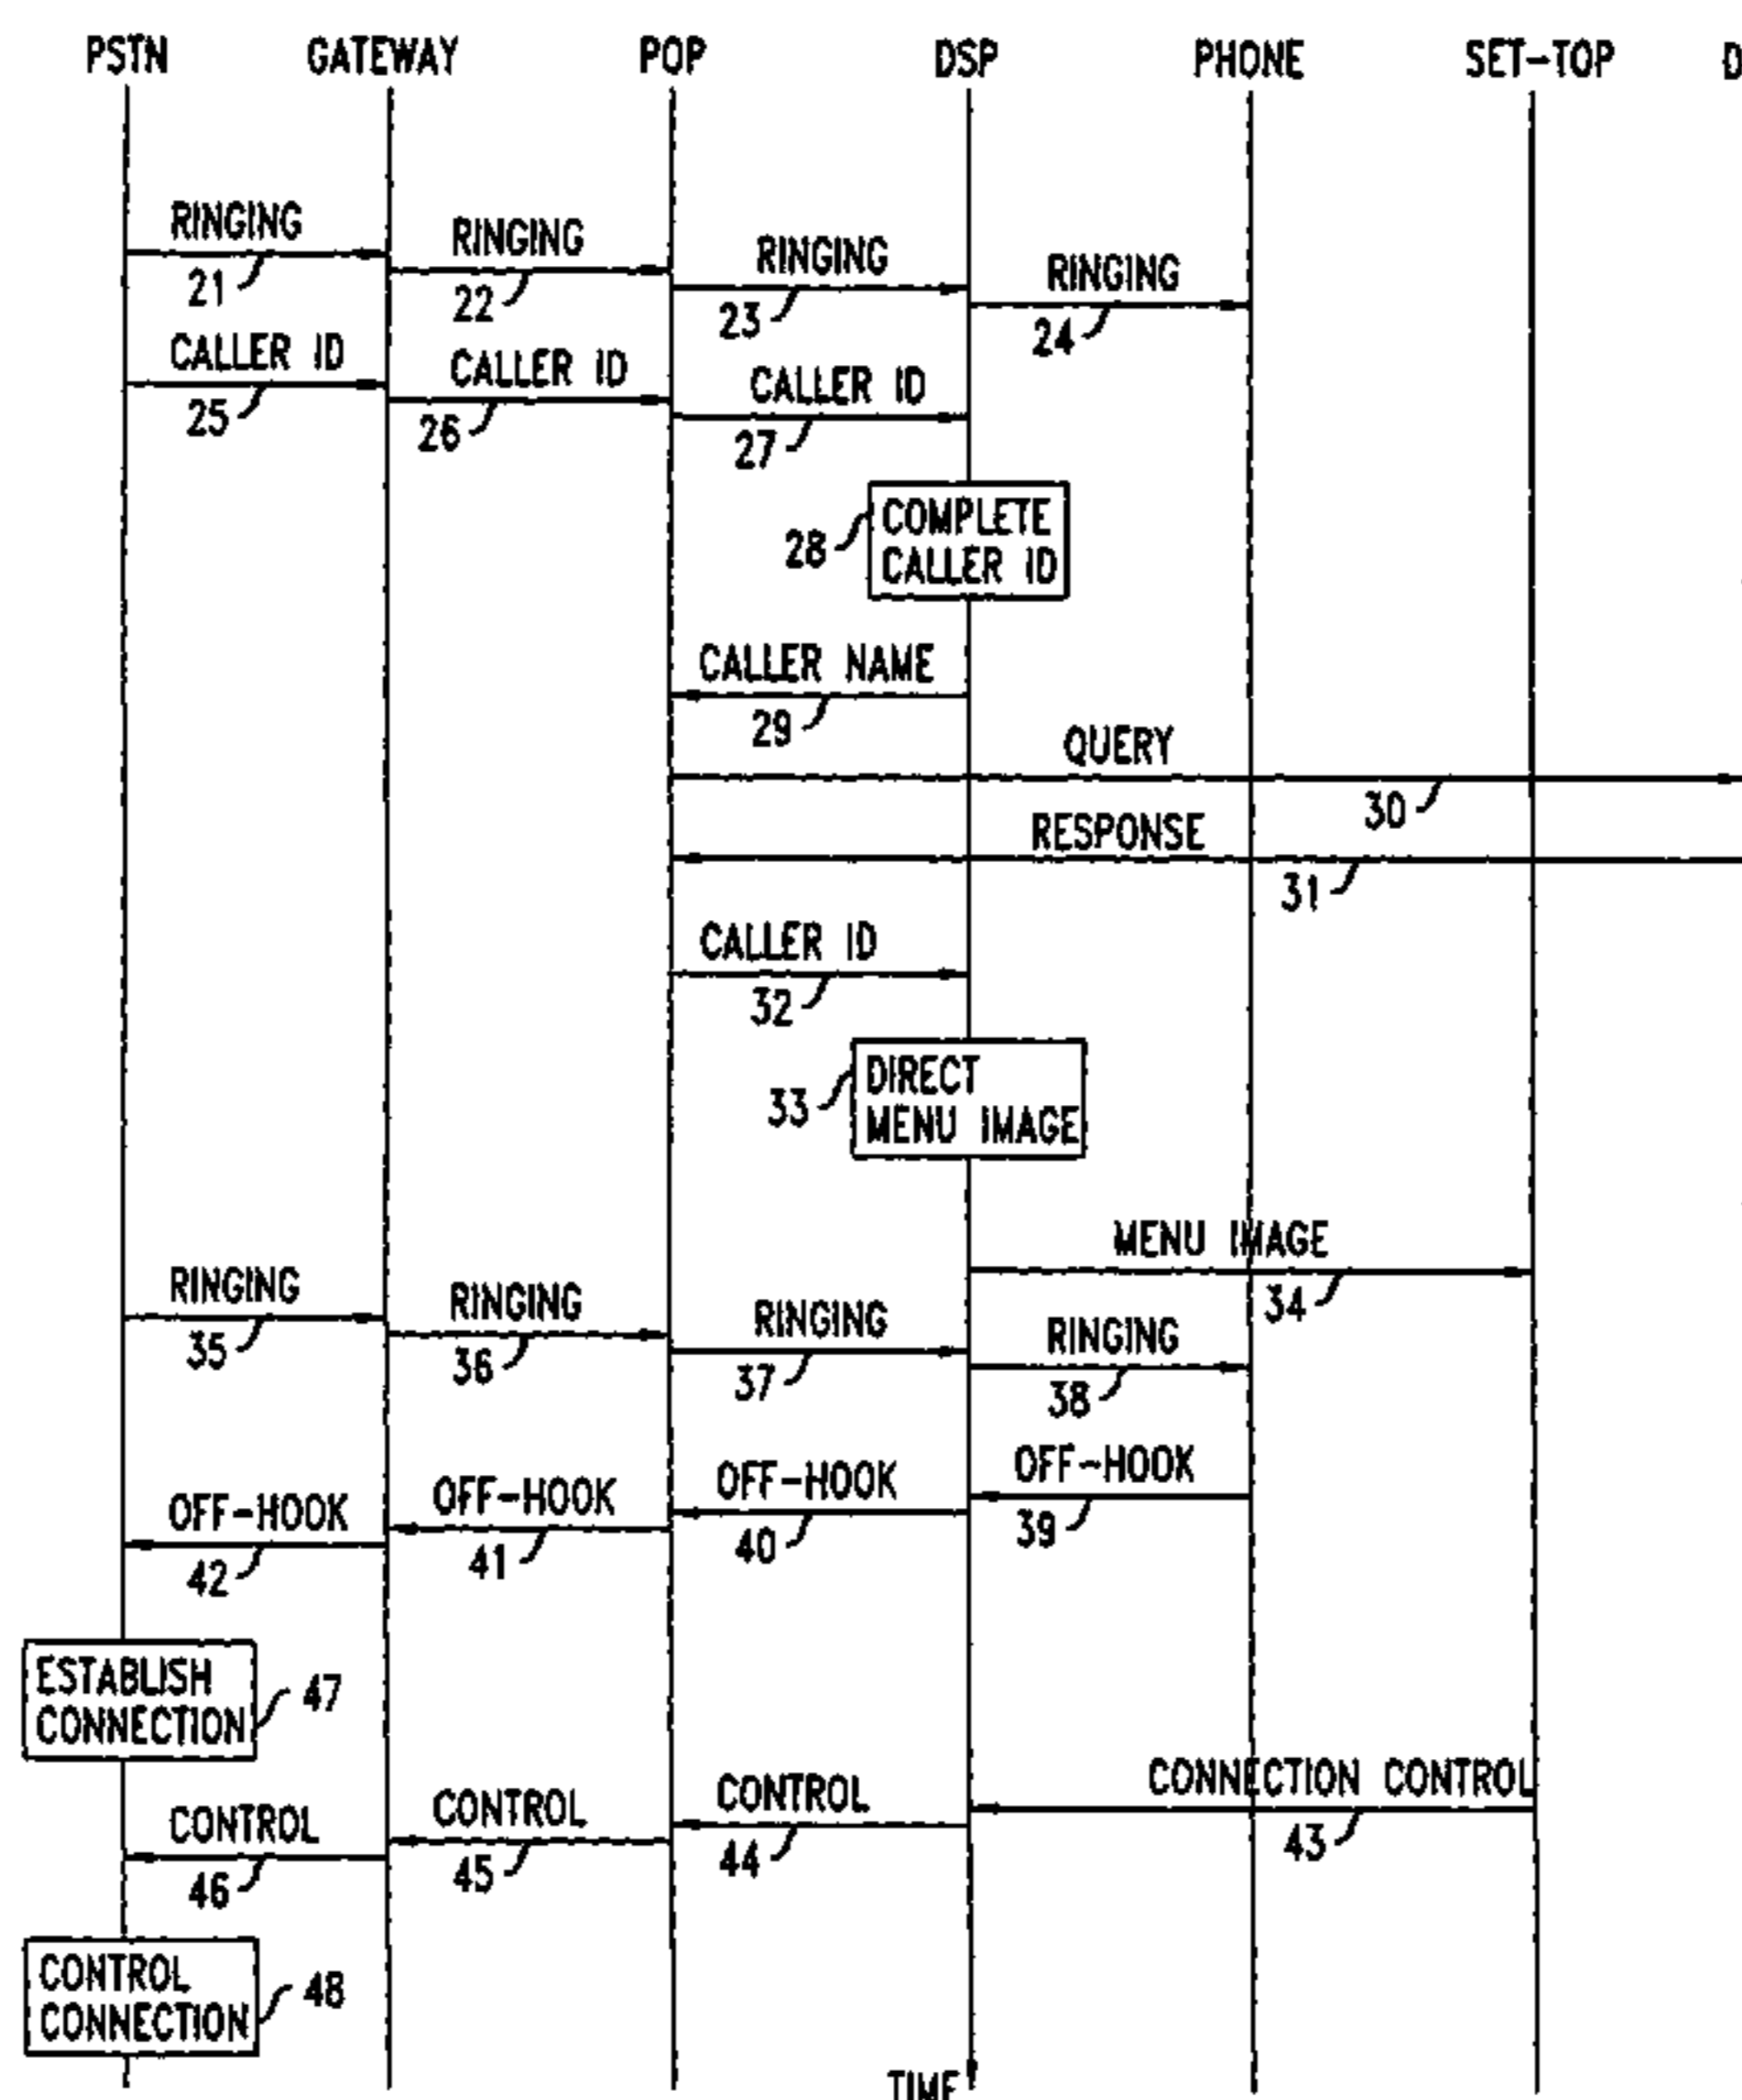 PSTN GATEWAY POP DSP PHONE SET-TOP D
RINGING RINGING RINGING RINGING
21 22 23 24
CALLER ID CALLER ID CALLER ID
25 26 27
28 COMPLETE
CALLER ID
CALLER NAME
29
QUERY
30
RESPONSE
31
CALLER ID
32
33 DIRECT
MENU IMAGE
MENU IMAGE
34
RINGING RINGING RINGING RINGING
35 36 37 38
OFF-HOOK OFF-HOOK OFF-HOOK OFF-HOOK
42 41 40 39
ESTABLISH
CONNECTION 47
CONTROL CONTROL CONTROL CONNECTION CONTROL
46 45 44 43
CONTROL
CONNECTION 48
TIME